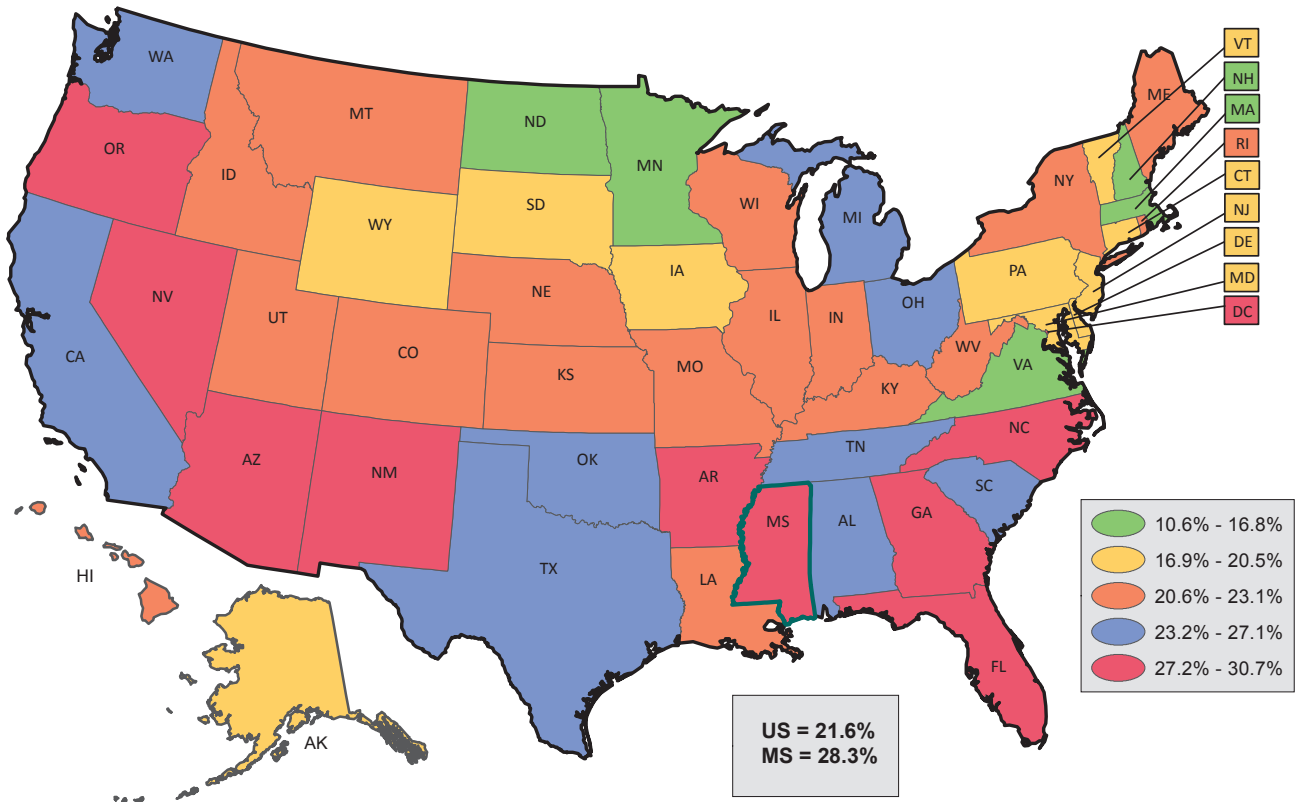 WA
OR
CA
NV
ID
MT
WY
UT
AZ
CO
NM
ND
SD
NE
KS
OK
TX
MN
IA
MO
AR
LA
WI
IL
MI
IN
OH
KY
TN
MS
AL
GA
FL
SC
NC
VA
WV
PA
NY
ME
VT
NH
MA
RI
CT
NJ
DE
MD
DC
HI
AK
10.6% - 16.8%
16.9% - 20.5%
20.6% - 23.1%
23.2% - 27.1%
27.2% - 30.7%
US = 21.6%
MS = 28.3%